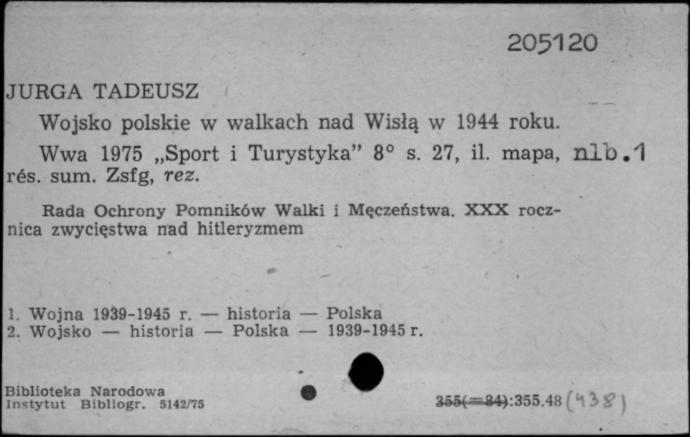 205120
JURGA TADEUSZ
Wojsko polskie w walkach nad Wisłą w 1944 roku.
Wwa 1975 „Sport i Turystyka” 8° s. 27, il. mapa, nlb.1
rés. sum. Zsfg, rez.
Rada Ochrony Pomników Walki i Męczeństwa. XXX rocz-
nica zwycięstwa nad hitleryzmem
1. Wojna 1939-1945 r. — historia — Polska
2. Wojsko — historia — Polska — 1939-1945 r.
Biblioteka Narodowa
Instytut Bibliogr. 5142/75
355(=84):355.48 (438)